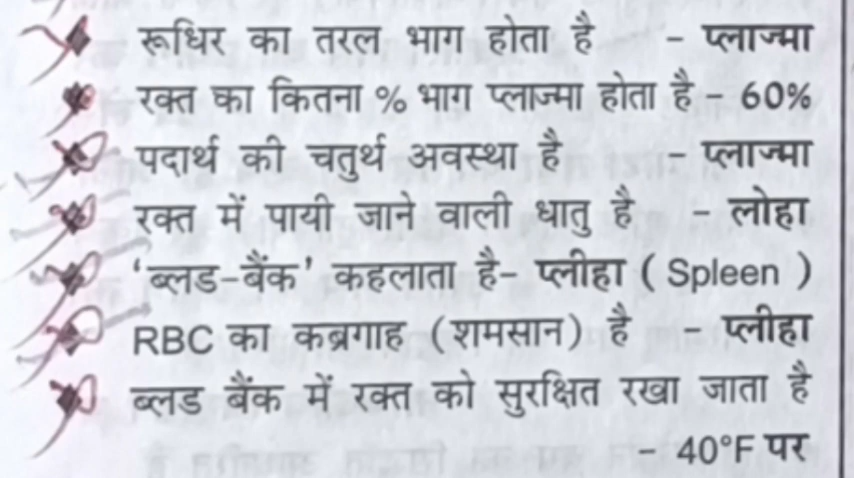 रूधिर का तरल भाग होता है - प्लाज्मा
रक्त का कितना % भाग प्लाज्मा होता है - 60%
पदार्थ की चतुर्थ अवस्था है - प्लाज्मा
रक्त में पायी जाने वाली धातु है - लोहा
'ब्लड-बैंक' कहलाता है- प्लीहा ( Spleen )
RBC का कब्रगाह (शमसान) है - प्लीहा
ब्लड बैंक में रक्त को सुरक्षित रखा जाता है
- 40°F पर